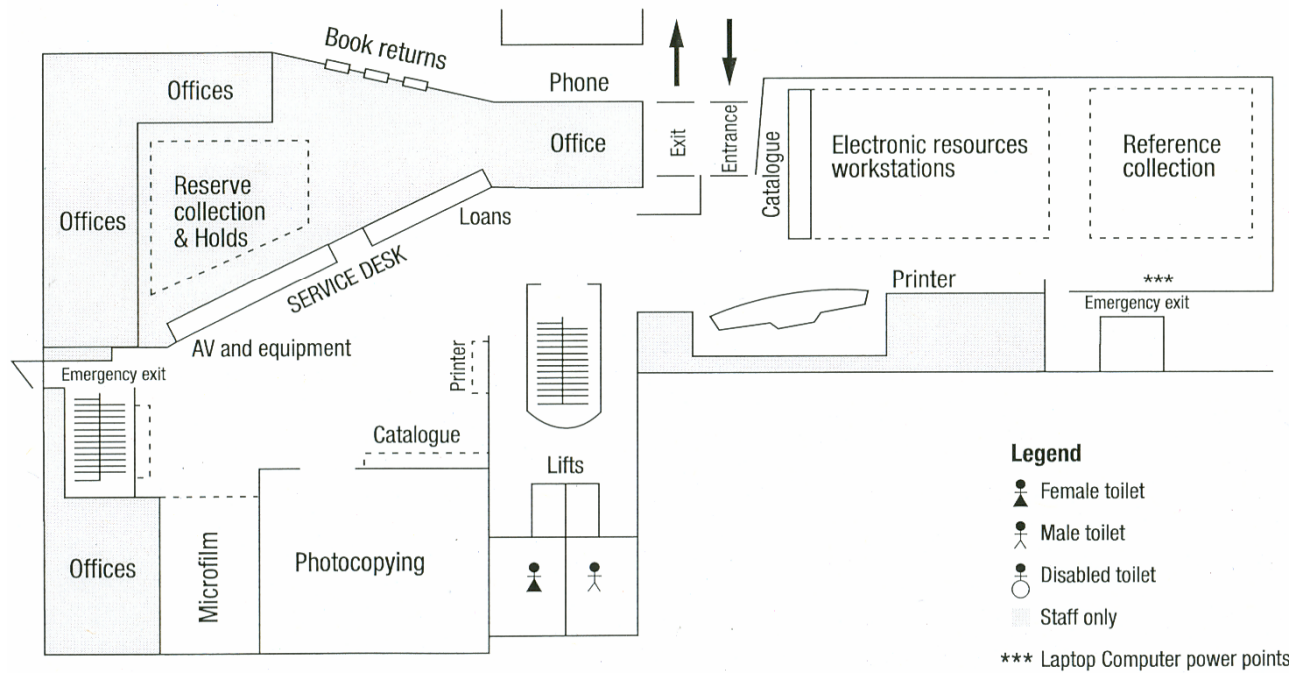 Book returns
Offices
Phone
Office
Exit
Entrance
Catalogue
Electronic resources
workstations
Reference
collection
Reserve
collection
& Holds
Offices
Loans
SERVICE DESK
AV and equipment
Printer
***
Emergency exit
Emergency exit
Printer
Catalogue
Lifts
Offices
Microfilm
Photocopying
Legend
Female toilet
Male toilet
Disabled toilet
Staff only
*** Laptop Computer power points